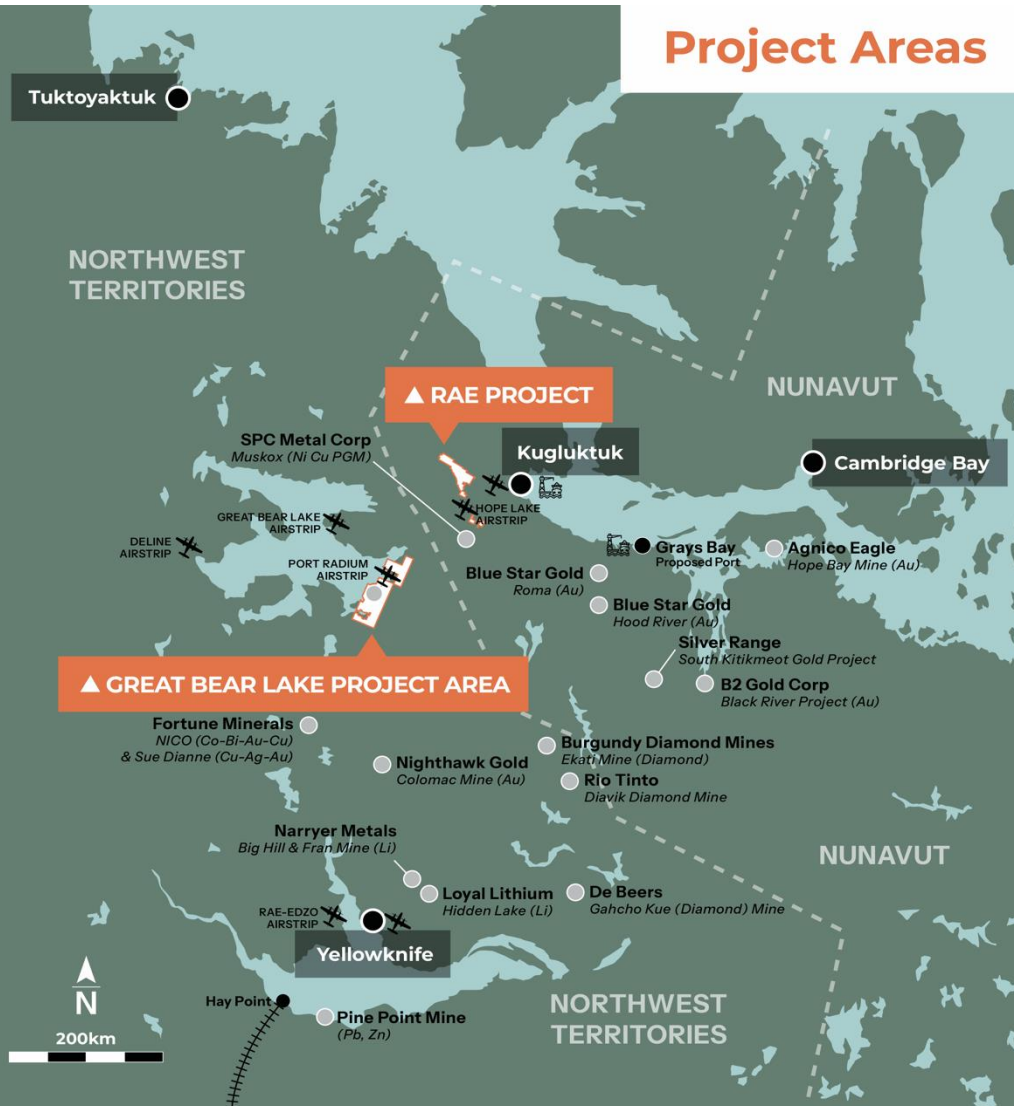 Project Areas
Tuktoyaktuk
NORTHWEST
TERRITORIES
NUNAVUT
▲ RAE PROJECT
SPC Metal Corp
Muskox (Ni Cu PGM)
Kugluktuk
Cambridge Bay
HOPE LAKE
AIRSTRIP
GREAT BEAR LAKE
AIRSTRIP
DELINE
AIRSTRIP
PORT RADIUM
AIRSTRIP
Grays Bay
Proposed Port
Agnico Eagle
Hope Bay Mine (Au)
Blue Star Gold
Roma (Au)
Blue Star Gold
Hood River (Au)
Silver Range
South Kitikmeot Gold Project
▲ GREAT BEAR LAKE PROJECT AREA
B2 Gold Corp
Black River Project (Au)
Fortune Minerals
NICO (Co-Bi-Au-Cu)
& Sue Dianne (Cu-Ag-Au)
Burgundy Diamond Mines
Ekati Mine (Diamond)
Nighthawk Gold
Colomac Mine (Au)
Rio Tinto
Diavik Diamond Mine
Narryer Metals
Big Hill & Fran Mine (Li)
NUNAVUT
Loyal Lithium
Hidden Lake (Li)
De Beers
Gahcho Kue (Diamond) Mine
RAE-EDZO
AIRSTRIP
Yellowknife
N
Hay Point
Pine Point Mine
(Pb, Zn)
NORTHWEST
TERRITORIES
200km